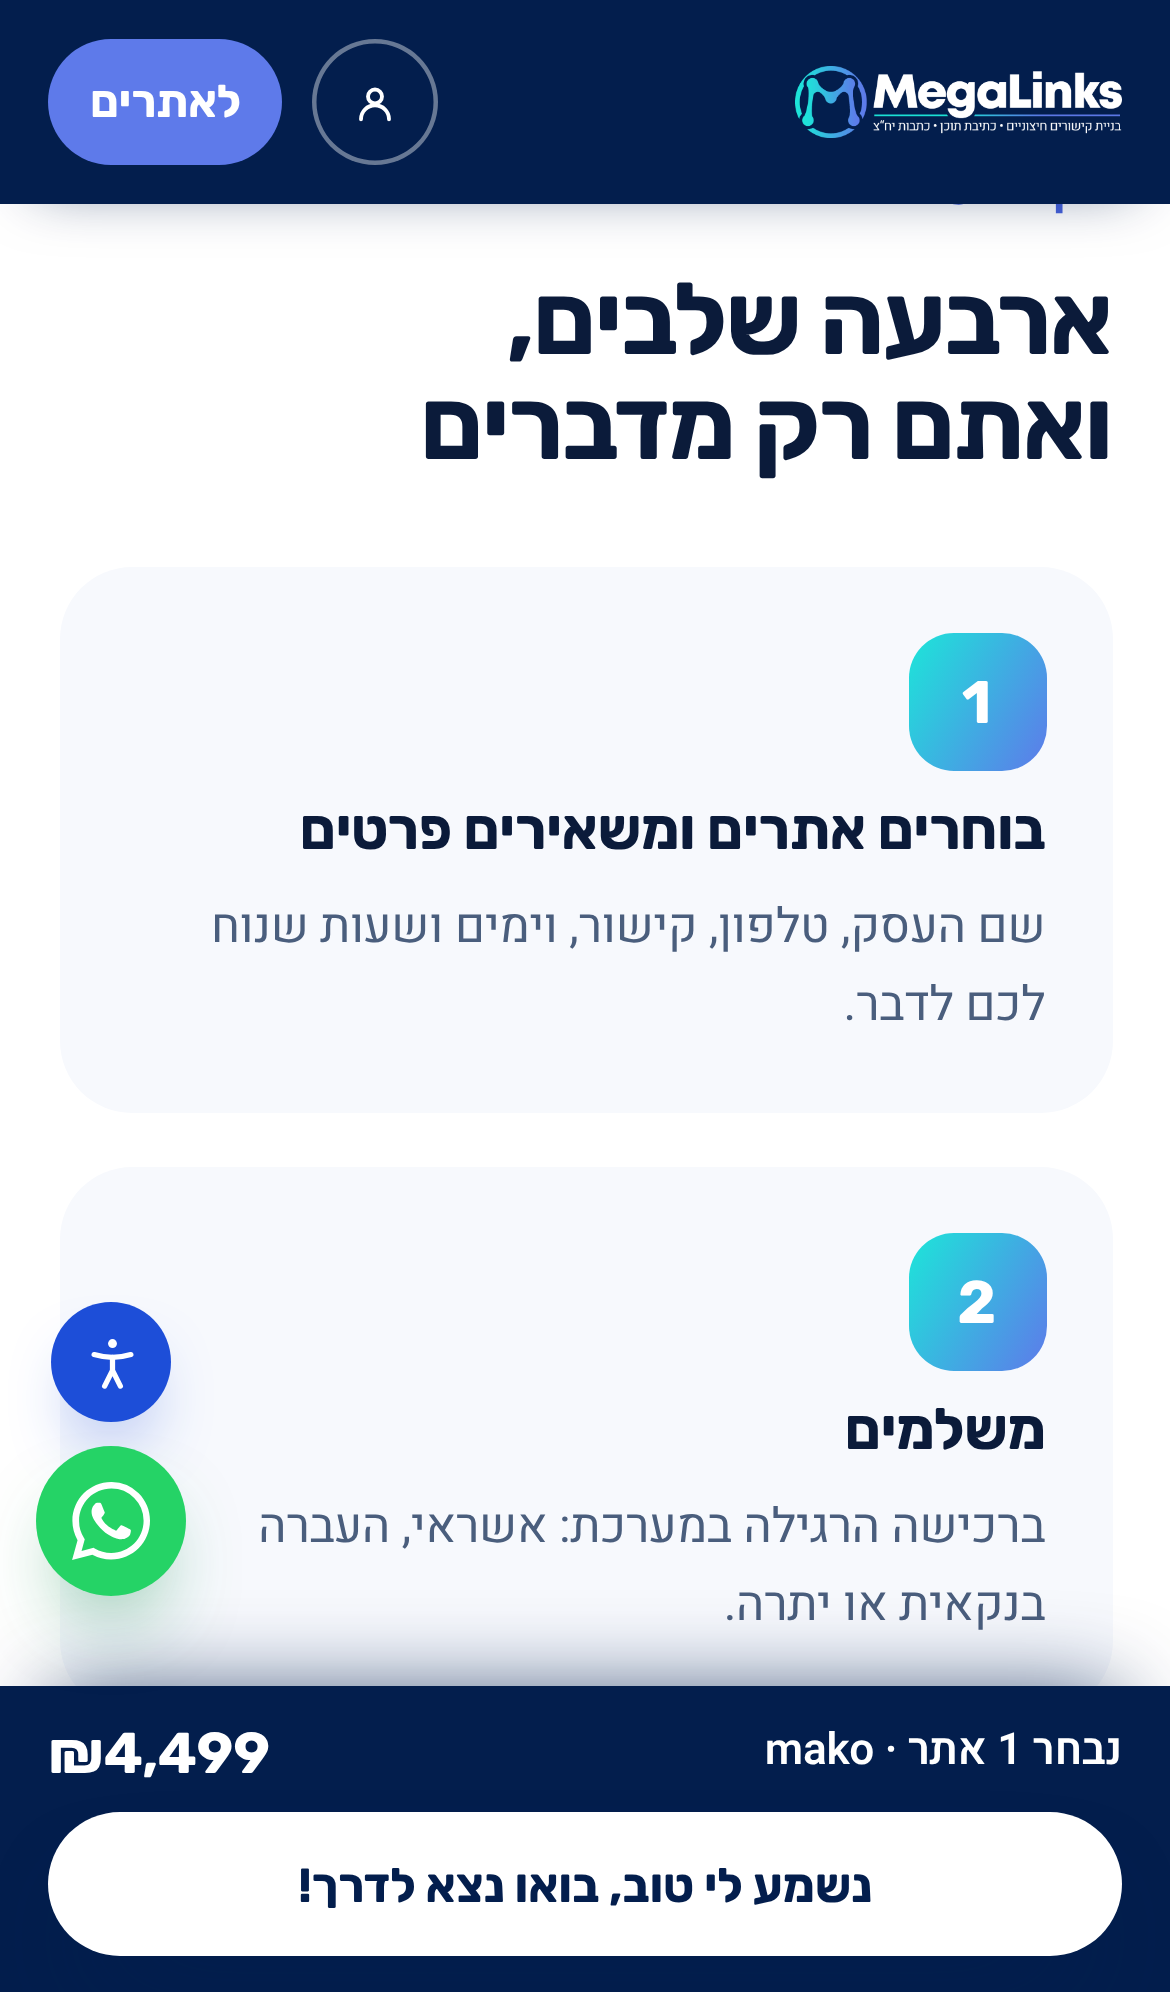 MegaLinks
בניית קישורים חיצוניים • כתיבת תוכן • כתבות יח"צ
לאתרים
ארבעה שלבים,
ואתם רק מדברים
1
בוחרים אתרים ומשאירים פרטים
שם העסק, טלפון, קישור, וימים ושעות שנוח
לכם לדבר.
2
משלמים
ברכישה הרגילה במערכת: אשראי, העברה
בנקאית או יתרה.
נבחר 1 אתר · mako
₪4,499
נשמע לי טוב, בואו נצא לדרך!